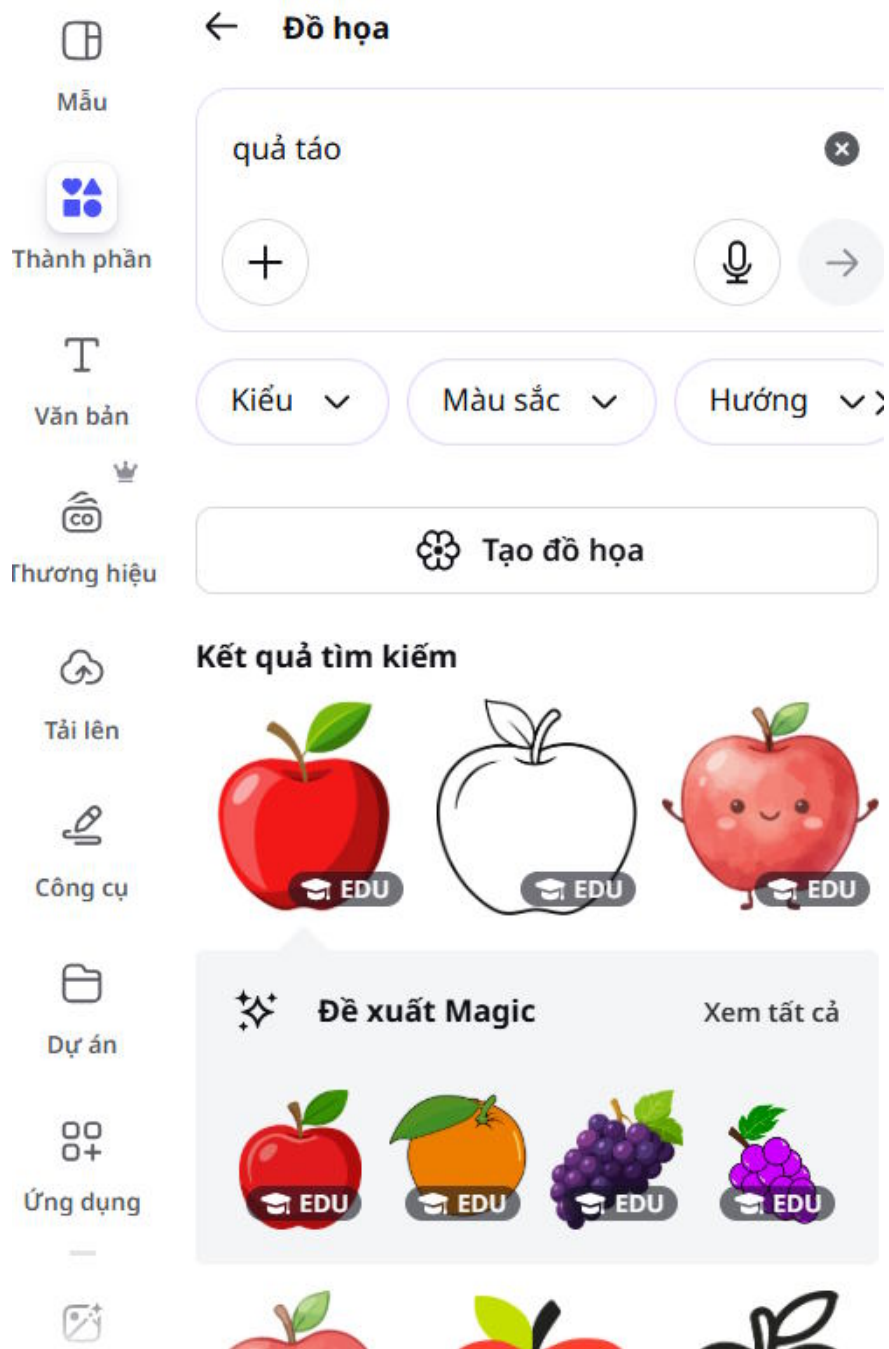 Mẫu
Thành phần
Văn bản
CO
Thương hiệu
Tải lên
Công cụ
Dự án
Ứng dụng
Đồ họa
quả táo
Kiểu
Màu sắc
Hướng
Tạo đồ họa
Kết quả tìm kiếm
EDU
EDU
EDU
Đề xuất Magic
Xem tất cả
EDU
EDU
EDU
EDU